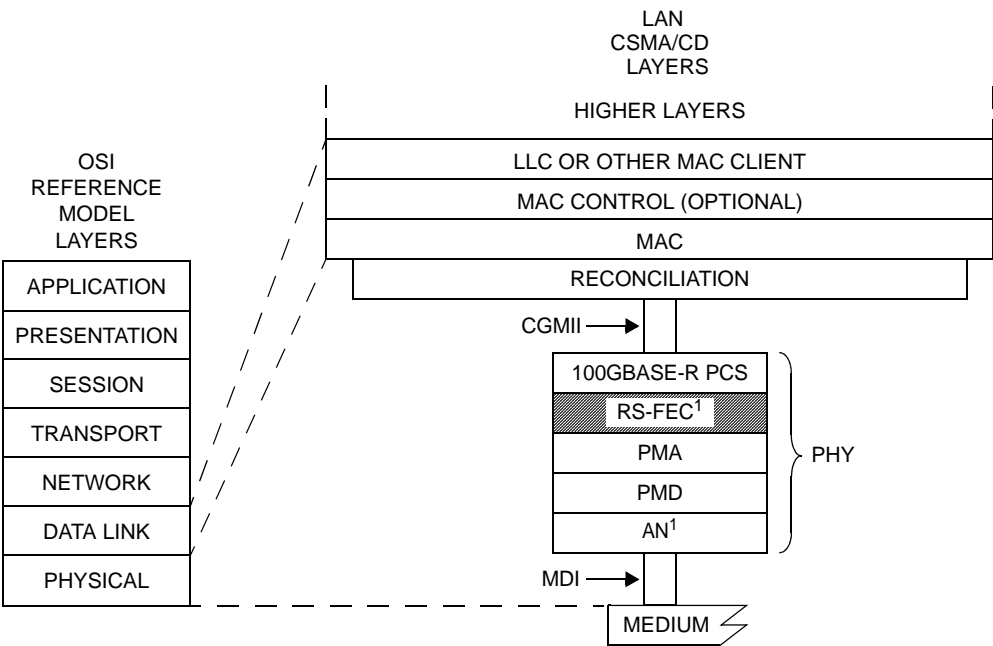 LAN
CSMA/CD
LAYERS
HIGHER LAYERS
LLC OR OTHER MAC CLIENT
MAC CONTROL (OPTIONAL)
MAC
RECONCILIATION
OSI
REFERENCE
MODEL
LAYERS
APPLICATION
PRESENTATION
SESSION
TRANSPORT
NETWORK
DATA LINK
PHYSICAL
CGMII
100GBASE-R PCS
RS-FEC¹
PMA
PMD
AN¹
PHY
MDI
MEDIUM